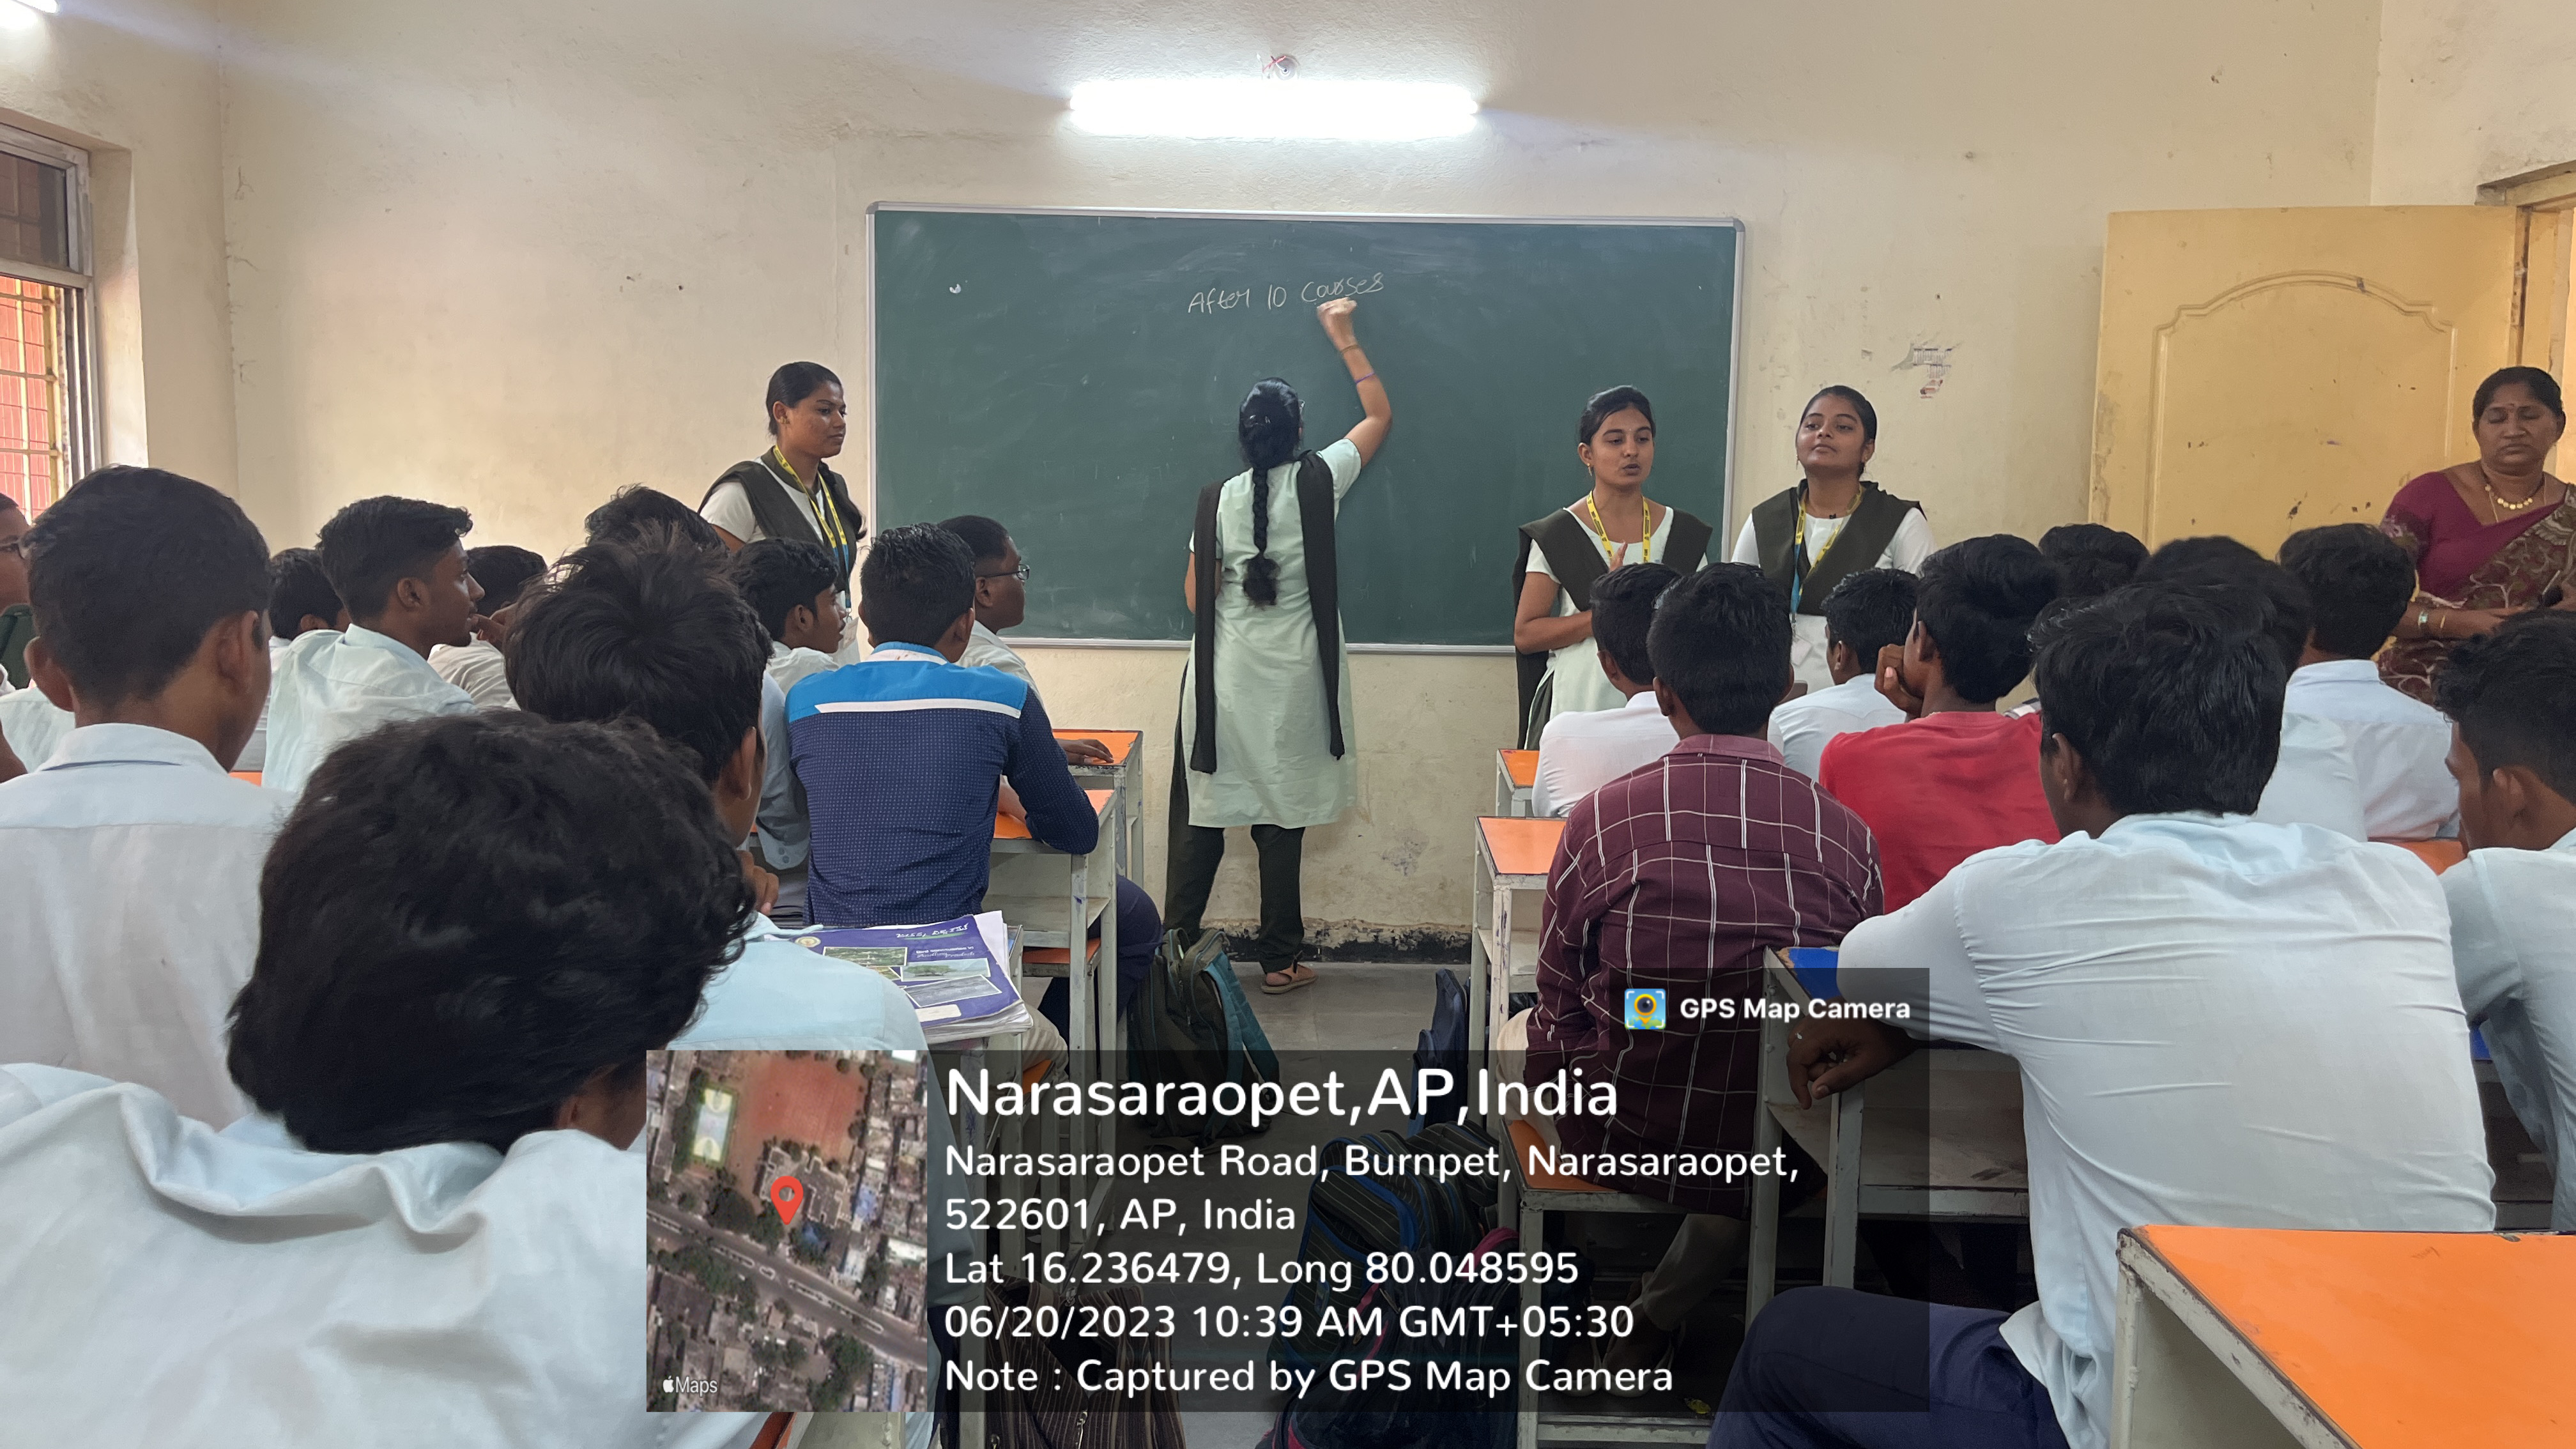 After 10 Courses
GPS Map Camera
Narasaraopet,AP,India
Narasaraopet Road, Burnpet, Narasaraopet,
522601, AP, India
Lat 16.236479, Long 80.048595
06/20/2023 10:39 AM GMT+05:30
Note : Captured by GPS Map Camera
Maps